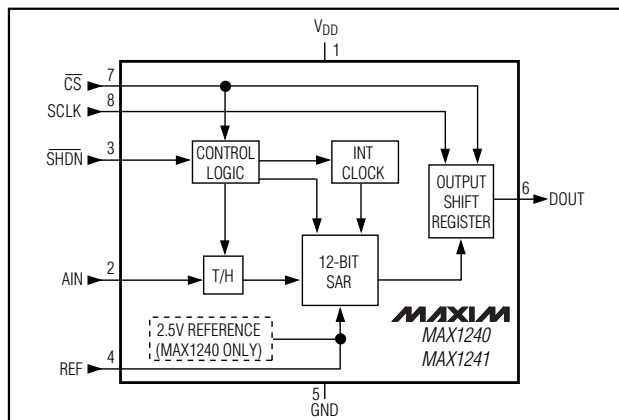 VDD
1
CS 7
SCLK 8
SHDN 3
CONTROL
LOGIC
INT
CLOCK
OUTPUT
SHIFT
REGISTER
6 DOUT
AIN 2
T/H
12-BIT
SAR
2.5V REFERENCE
(MAX1240 ONLY)
MAXIM
MAX1240
MAX1241
REF 4
5
GND